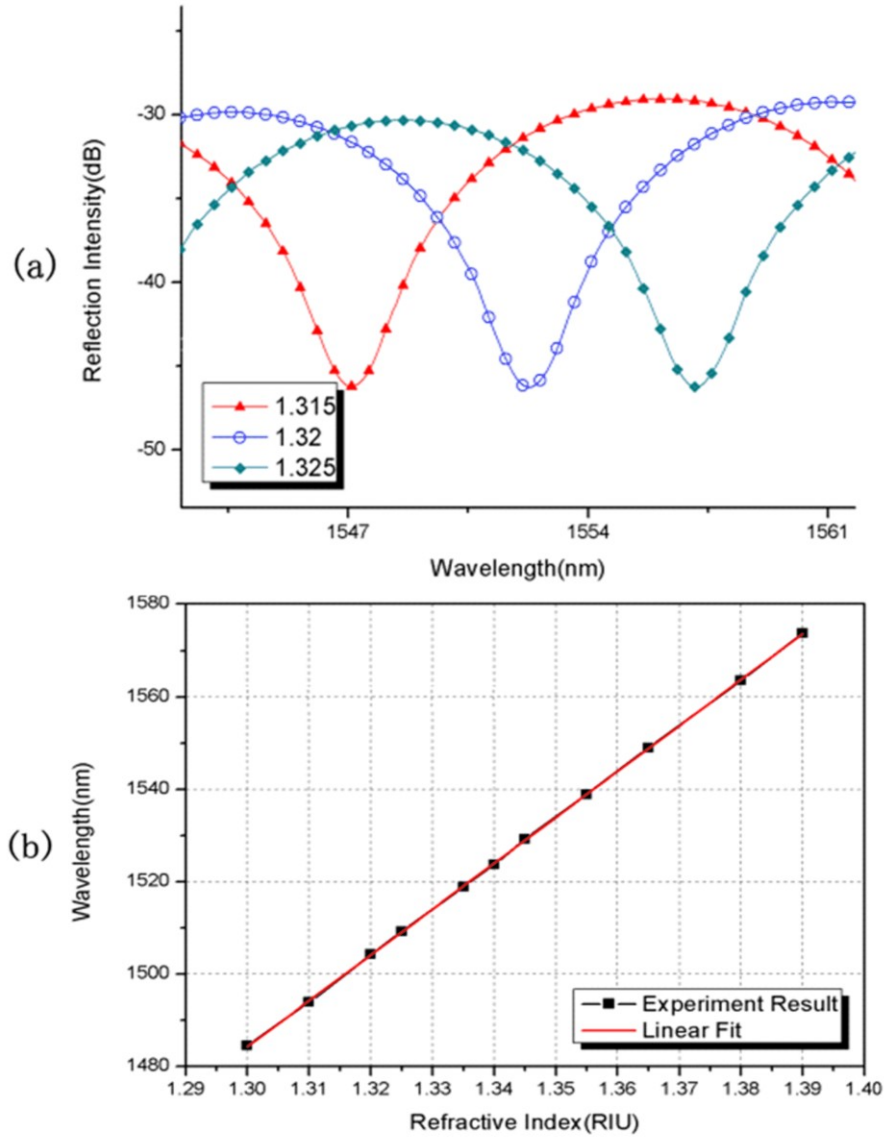 (a)
Reflection Intensity(dB)
-30
-40
-50
1.315
1.32
1.325
1547 1554 1561
Wavelength(nm)
(b)
Wavelength(nm)
1580
1560
1540
1520
1500
1480
Experiment Result
Linear Fit
1.29 1.30 1.31 1.32 1.33 1.34 1.35 1.36 1.37 1.38 1.39 1.40
Refractive Index(RIU)